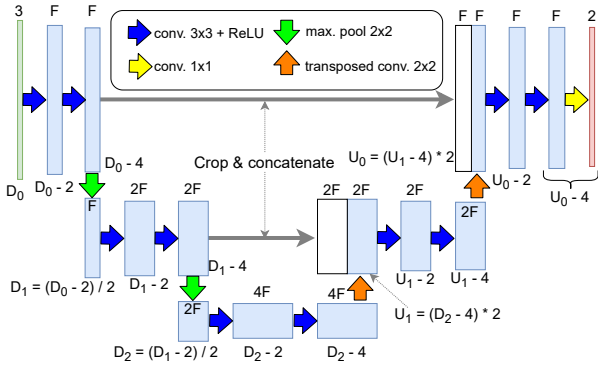 3 F F F F F F 2
conv. 3x3 + ReLU max. pool 2x2
conv. 1x1 transposed conv. 2x2
Crop & concatenate
D₀ D₀ - 2 D₀ - 4 U₀ = (U₁ - 4) * 2 U₀ - 2 U₀ - 4
F 2F 2F 2F 2F 2F 2F
D₁ = (D₀ - 2) / 2 D₁ - 2 D₁ - 4 U₁ - 2 U₁ - 4
2F 4F 4F U₁ = (D₂ - 4) * 2
D₂ = (D₁ - 2) / 2 D₂ - 2 D₂ - 4